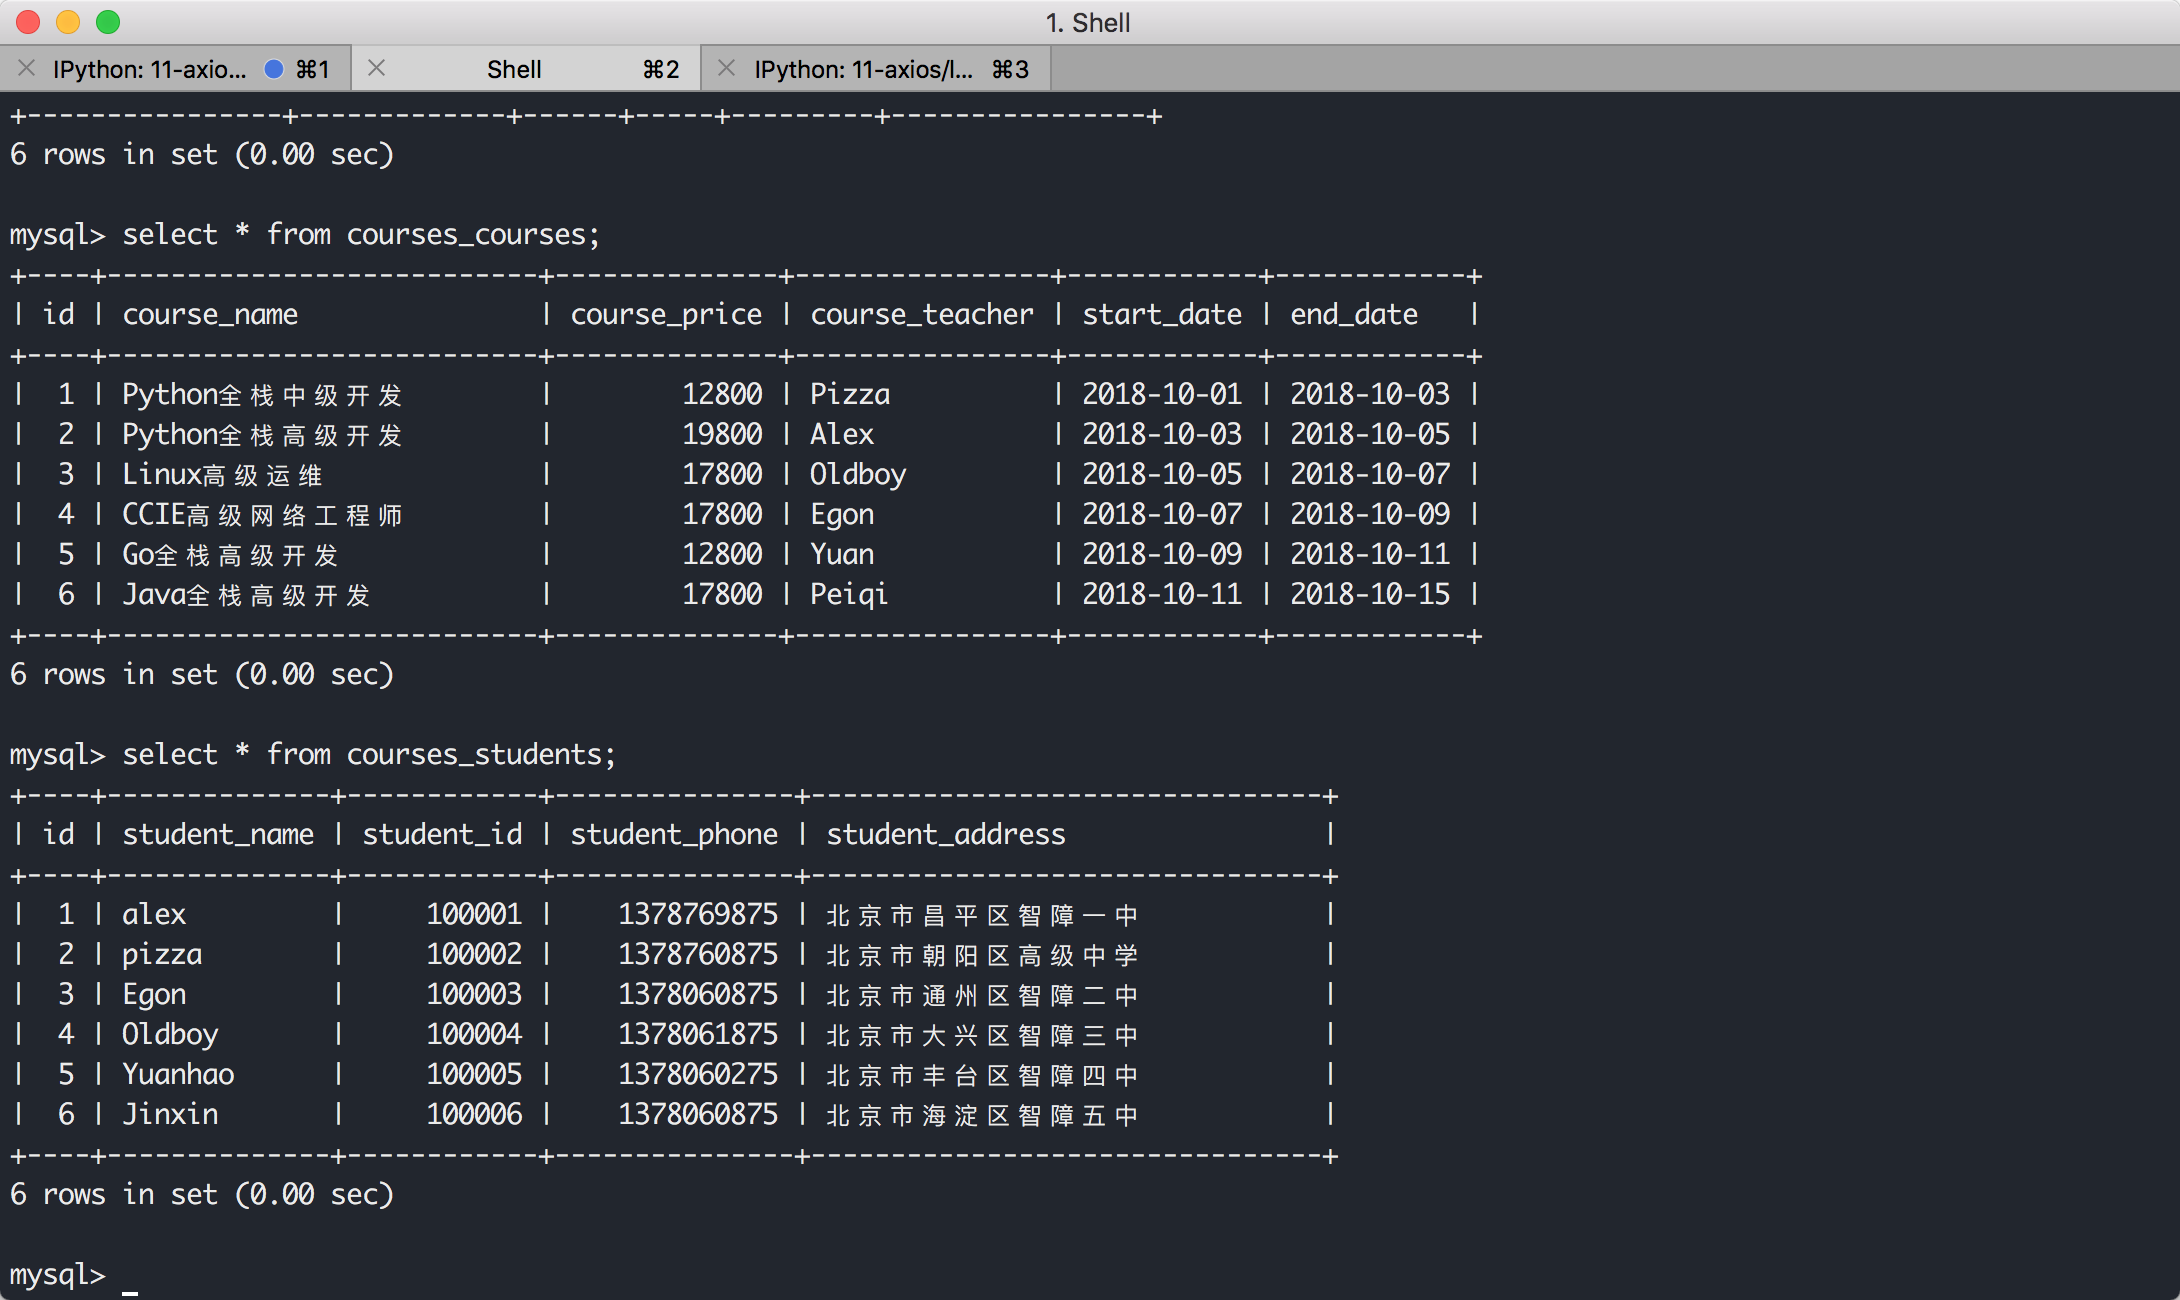 1. Shell
IPython: 11-axio... ⌘1 Shell ⌘2 IPython: 11-axios/l... ⌘3
+----------------+-------------+------+-----+---------+----------------+
6 rows in set (0.00 sec)
mysql> select * from courses_courses;
+----+---------------------------+--------------+----------------+------------+------------+
| id | course_name | course_price | course_teacher | start_date | end_date |
+----+---------------------------+--------------+----------------+------------+------------+
| 1 | Python全栈中级开发 | 12800 | Pizza | 2018-10-01 | 2018-10-03 |
| 2 | Python全栈高级开发 | 19800 | Alex | 2018-10-03 | 2018-10-05 |
| 3 | Linux高级运维 | 17800 | Oldboy | 2018-10-05 | 2018-10-07 |
| 4 | CCIE高级网络工程师 | 17800 | Egon | 2018-10-07 | 2018-10-09 |
| 5 | Go全栈高级开发 | 12800 | Yuan | 2018-10-09 | 2018-10-11 |
| 6 | Java全栈高级开发 | 17800 | Peiqi | 2018-10-11 | 2018-10-15 |
+----+---------------------------+--------------+----------------+------------+------------+
6 rows in set (0.00 sec)
mysql> select * from courses_students;
+----+--------------+------------+---------------+--------------------------------+
| id | student_name | student_id | student_phone | student_address |
+----+--------------+------------+---------------+--------------------------------+
| 1 | alex | 100001 | 1378769875 | 北京市昌平区智障一中 |
| 2 | pizza | 100002 | 1378760875 | 北京市朝阳区高级中学 |
| 3 | Egon | 100003 | 1378060875 | 北京市通州区智障二中 |
| 4 | Oldboy | 100004 | 1378061875 | 北京市大兴区智障三中 |
| 5 | Yuanhao | 100005 | 1378060275 | 北京市丰台区智障四中 |
| 6 | Jinxin | 100006 | 1378060875 | 北京市海淀区智障五中 |
+----+--------------+------------+---------------+--------------------------------+
6 rows in set (0.00 sec)
mysql> _